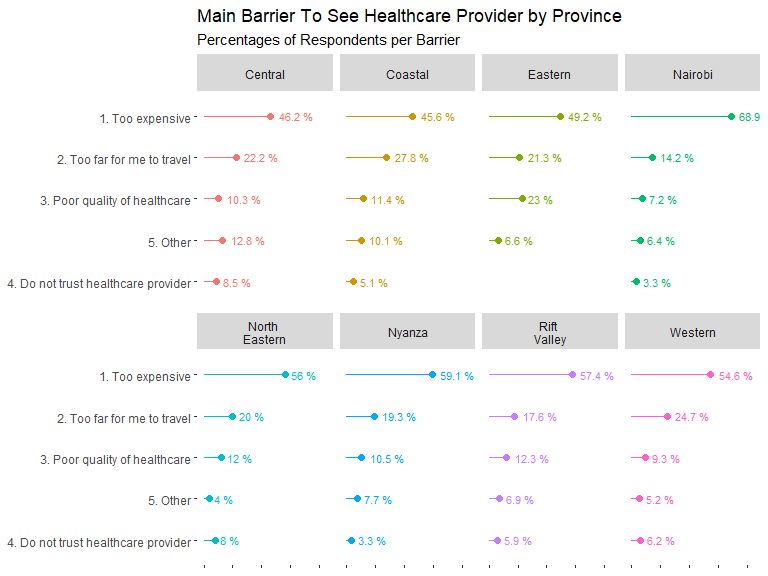 Main Barrier To See Healthcare Provider by Province
Percentages of Respondents per Barrier
Central
Coastal
Eastern
Nairobi
1. Too expensive
46.2 %
45.6 %
49.2 %
68.9
2. Too far for me to travel
22.2 %
27.8 %
21.3 %
14.2 %
3. Poor quality of healthcare
10.3 %
11.4 %
23 %
7.2 %
5. Other
12.8 %
10.1 %
6.6 %
6.4 %
4. Do not trust healthcare provider
8.5 %
5.1 %
3.3 %
North
Eastern
Nyanza
Rift
Valley
Western
1. Too expensive
56 %
59.1 %
57.4 %
54.6 %
2. Too far for me to travel
20 %
19.3 %
17.6 %
24.7 %
3. Poor quality of healthcare
12 %
10.5 %
12.3 %
9.3 %
5. Other
4 %
7.7 %
6.9 %
5.2 %
4. Do not trust healthcare provider
8 %
3.3 %
5.9 %
6.2 %